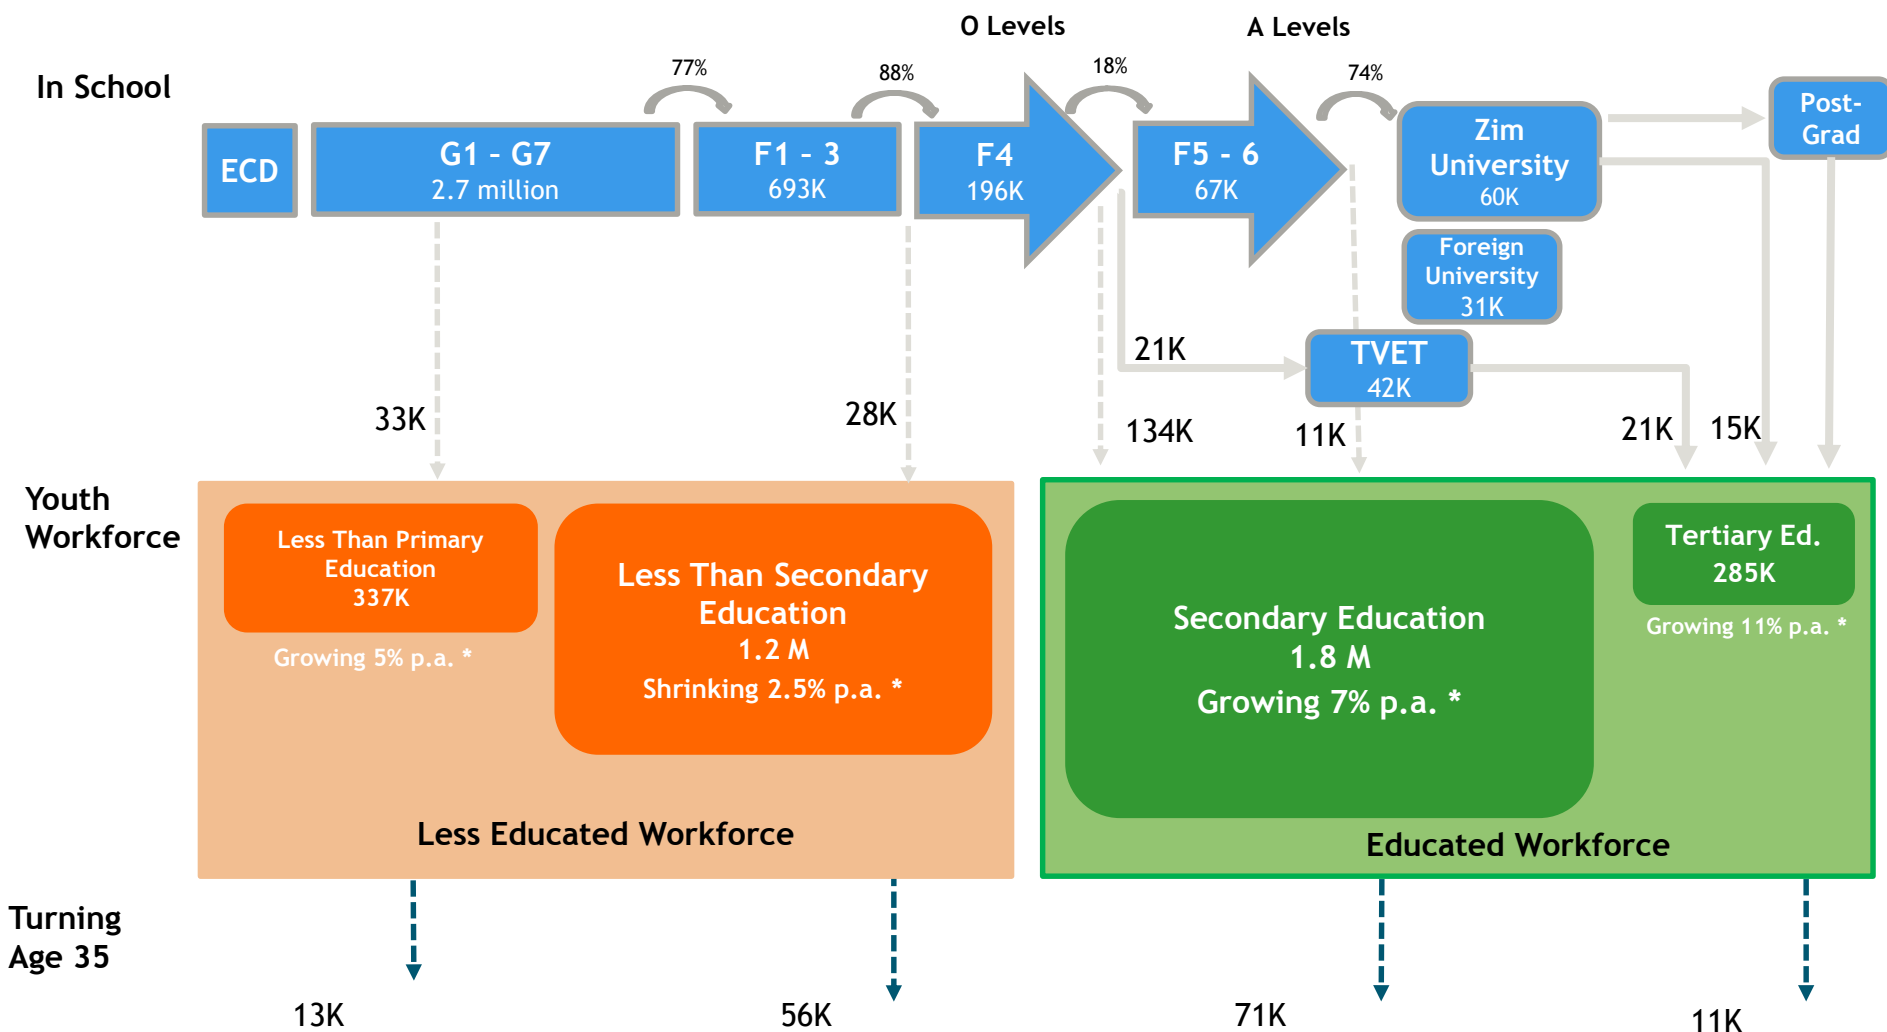 O Levels
A Levels
In School
77%
88%
18%
74%
ECD
G1 - G7
2.7 million
F1 - 3
693K
F4
196K
F5 - 6
67K
Zim
University
60K
Post-
Grad
Foreign
University
31K
TVET
42K
21K
33K
28K
134K
11K
21K
15K
Youth
Workforce
Less Than Primary
Education
337K
Growing 5% p.a. *
Less Than Secondary
Education
1.2 M
Shrinking 2.5% p.a. *
Less Educated Workforce
Secondary Education
1.8 M
Growing 7% p.a. *
Tertiary Ed.
285K
Growing 11% p.a. *
Educated Workforce
Turning
Age 35
13K
56K
71K
11K